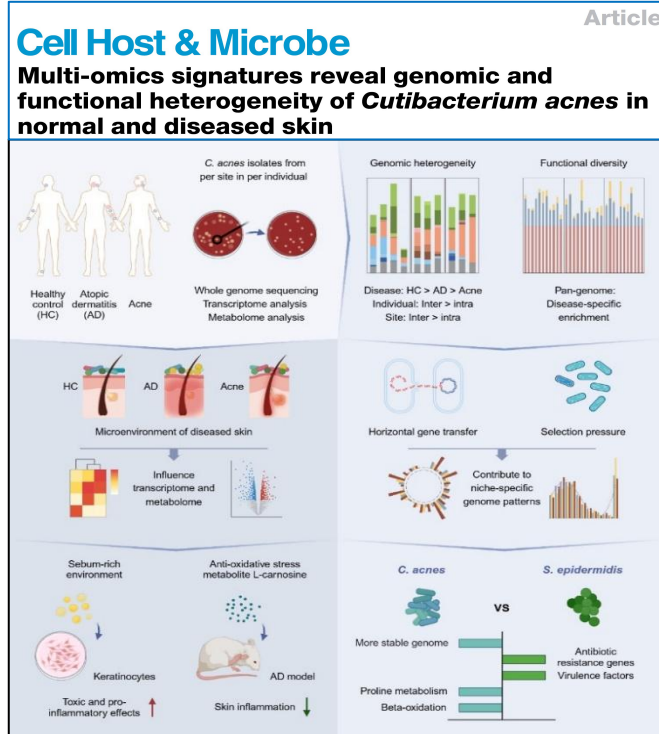 Article
Cell Host & Microbe
Multi-omics signatures reveal genomic and
functional heterogeneity of Cutibacterium acnes in
normal and diseased skin
C. acnes isolates from
per site in per individual
Healthy
control
(HC)
Atopic
dermatitis
(AD)
Acne
Whole genome sequencing
Transcriptome analysis
Metabolome analysis
Genomic heterogeneity
Functional diversity
Disease: HC > AD > Acne
Individual: Inter > intra
Site: Inter > intra
Pan-genome:
Disease-specific
enrichment
HC
AD
Acne
Microenvironment of diseased skin
Influence
transcriptome and
metabolome
Horizontal gene transfer
Selection pressure
Contribute to
niche-specific
genome patterns
Sebum-rich
environment
Anti-oxidative stress
metabolite L-carnosine
Keratinocytes
AD model
Toxic and pro-
inflammatory effects
Skin inflammation
C. acnes
vs
S. epidermidis
More stable genome
Antibiotic
resistance genes
Virulence factors
Proline metabolism
Beta-oxidation